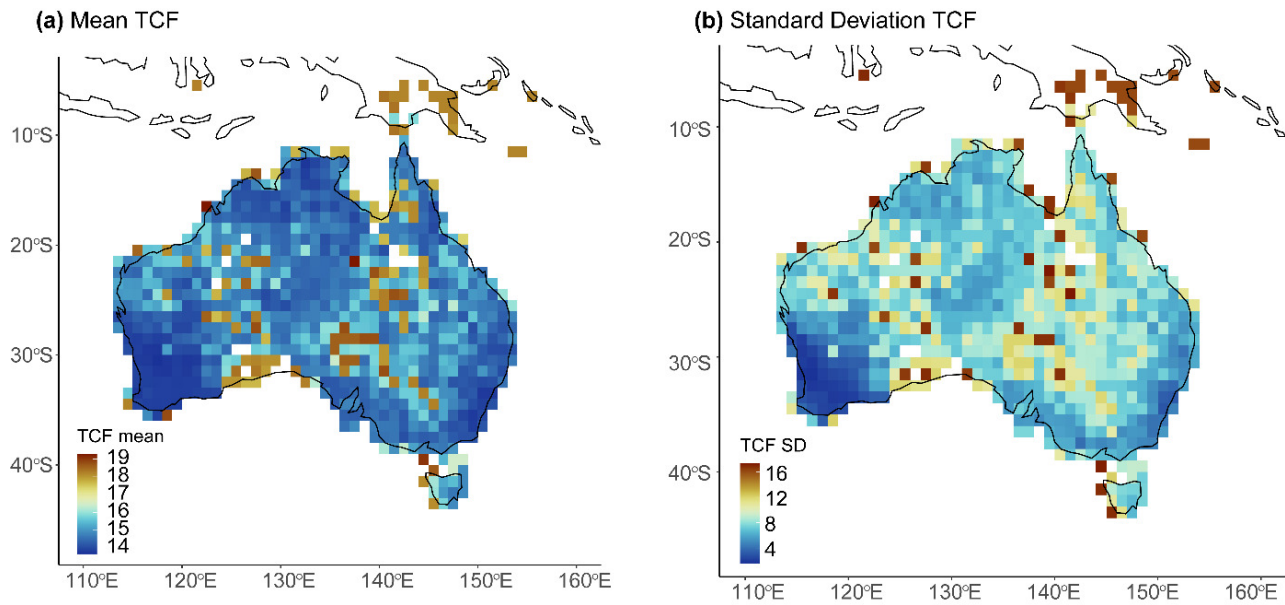 (a) Mean TCF
10°S
20°S
30°S
40°S
TCF mean
19
18
17
16
15
14
110°E 120°E 130°E 140°E 150°E 160°E
(b) Standard Deviation TCF
10°S
20°S
30°S
40°S
TCF SD
16
12
8
4
110°E 120°E 130°E 140°E 150°E 160°E